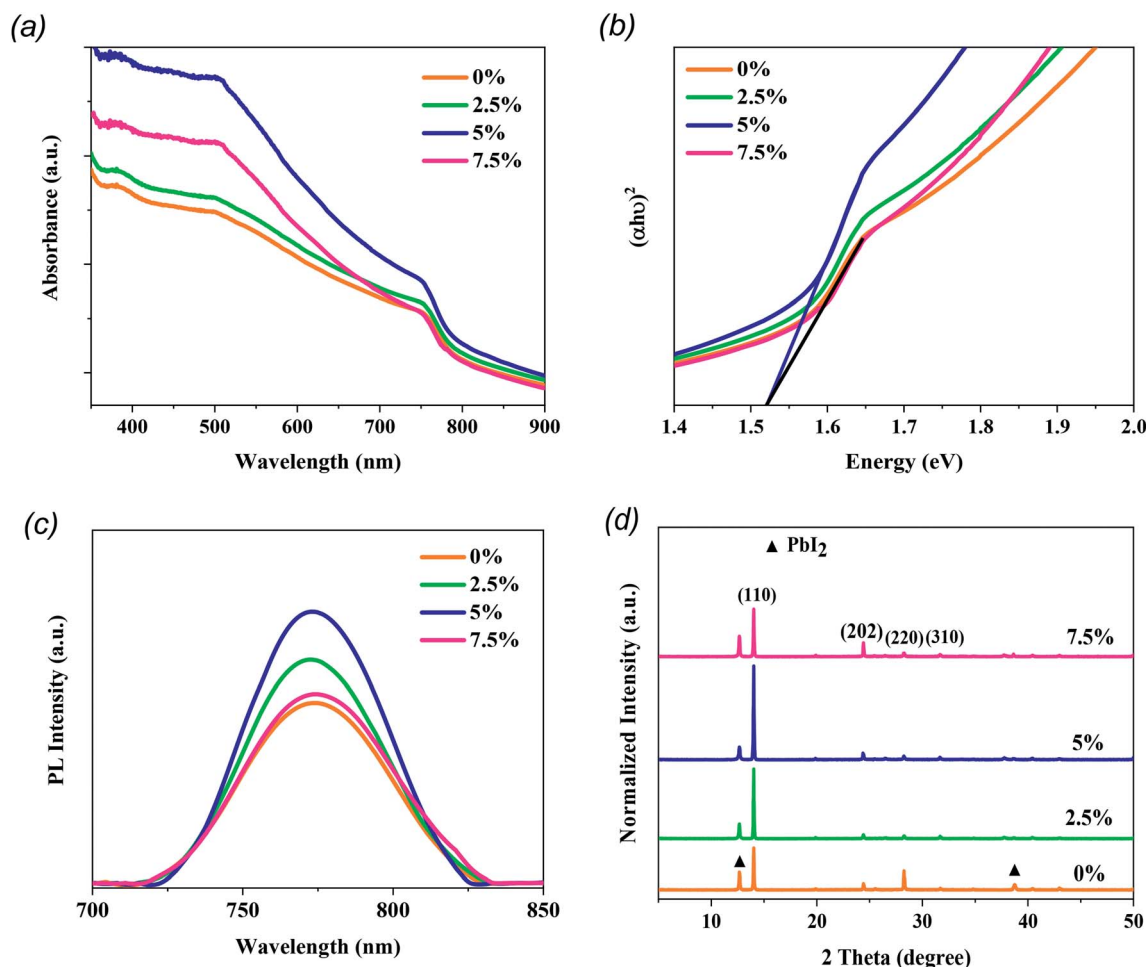 (a)
0%
2.5%
5%
7.5%
Absorbance (a.u.)
400 500 600 700 800 900
Wavelength (nm)
(b)
0%
2.5%
5%
7.5%
(αhυ)²
1.4 1.5 1.6 1.7 1.8 1.9 2.0
Energy (eV)
(c)
0%
2.5%
5%
7.5%
PL Intensity (a.u.)
700 750 800 850
Wavelength (nm)
(d)
▲ PbI₂
(110)
(202) (220) (310)
7.5%
5%
2.5%
0%
Normalized Intensity (a.u.)
10 20 30 40 50
2 Theta (degree)